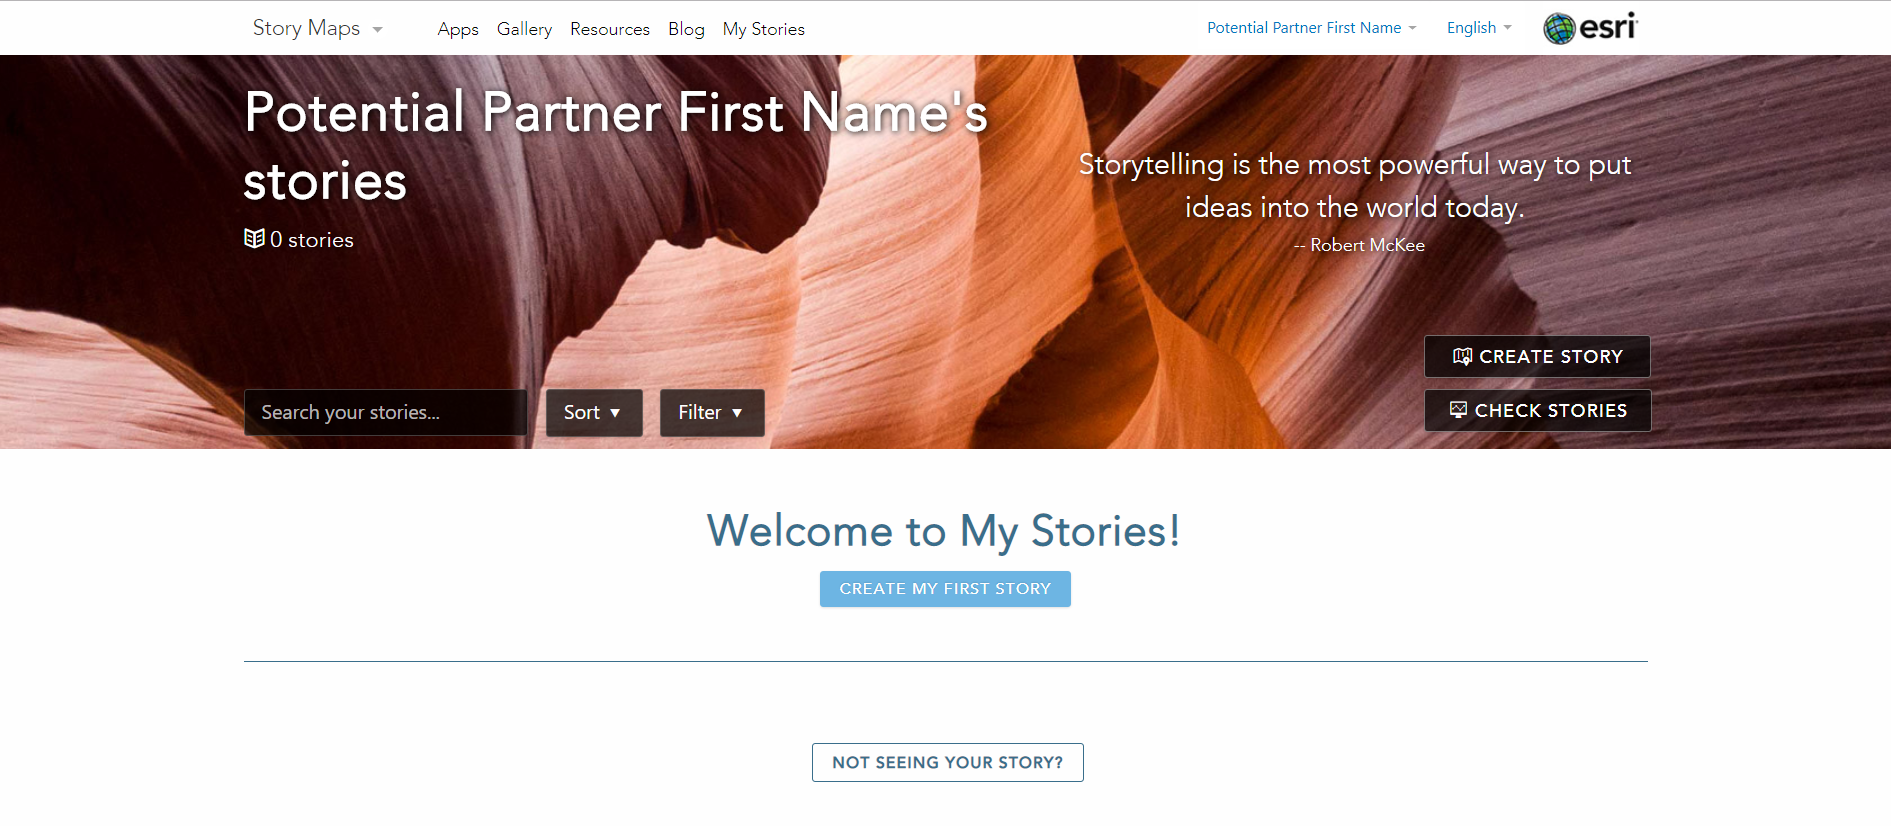 Story Maps
Apps Gallery Resources Blog My Stories
Potential Partner First Name
English
esri
Potential Partner First Name's
stories
0 stories
Storytelling is the most powerful way to put
ideas into the world today.
-- Robert McKee
CREATE STORY
Search your stories...
Sort ▼
Filter ▼
CHECK STORIES
Welcome to My Stories!
CREATE MY FIRST STORY
NOT SEEING YOUR STORY?